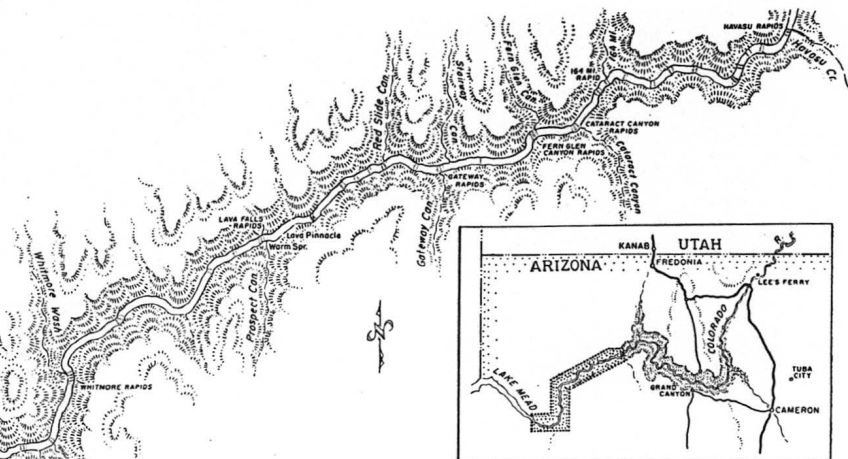 HAVASU RAPIDS
Havasu Cr.
164 MI.
RAPID
Fern Glen Can.
Stairway
Can.
Red Slide Can.
CATARACT CANYON
RAPIDS
Cataract Canyon
FERN GLEN
CANYON RAPIDS
GATEWAY
RAPIDS
Gateway Can.
LAVA FALLS
RAPIDS
Lava Pinnacle
Warm Spr.
Prospect Can.
Whitmore Wash
WHITMORE RAPIDS
N
KANAB
UTAH
R.
FREDONIA
ARIZONA
LEE'S FERRY
COLORADO
TUBA
CITY
LAKE MEAD
GRAND
CANYON
CAMERON